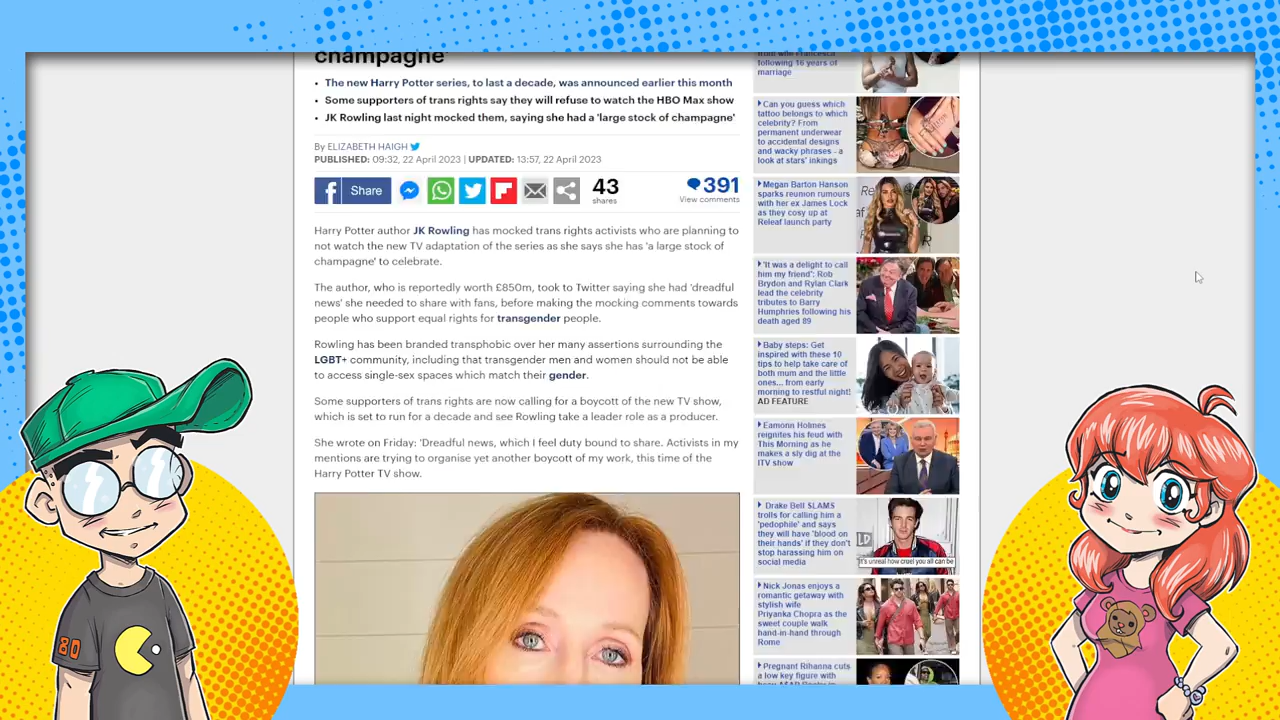 champagne
• The new Harry Potter series, to last a decade, was announced earlier this month
• Some supporters of trans rights say they will refuse to watch the HBO Max show
• JK Rowling last night mocked them, saying she had a 'large stock of champagne'
By ELIZABETH HAIGH
PUBLISHED: 09:32, 22 April 2023 | UPDATED: 13:57, 22 April 2023
Share
43
shares
391
View comments
Harry Potter author JK Rowling has mocked trans rights activists who are planning to
not watch the new TV adaptation of the series as she says she has 'a large stock of
champagne' to celebrate.
The author, who is reportedly worth £850m, took to Twitter saying she had 'dreadful
news' she needed to share with fans, before making the mocking comments towards
people who support equal rights for transgender people.
Rowling has been branded transphobic over her many assertions surrounding the
LGBT+ community, including that transgender men and women should not be able
to access single-sex spaces which match their gender.
Some supporters of trans rights are now calling for a boycott of the new TV show,
which is set to run for a decade and see Rowling take a leader role as a producer.
She wrote on Friday: 'Dreadful news, which I feel duty bound to share. Activists in my
mentions are trying to organise yet another boycott of my work, this time of the
Harry Potter TV show.
from wife Francesca
following 16 years of
marriage
Can you guess which
tattoo belongs to which
celebrity? From
permanent underwear
to accidental designs
and wacky phrases - a
look at stars' inkings
Megan Barton Hanson
sparks reunion rumours
with her ex James Lock
as they cosy up at
Releaf launch party
'It was a delight to call
him my friend': Rob
Brydon and Rylan Clark
lead the celebrity
tributes to Barry
Humphries following his
death aged 89
Baby steps: Get
inspired with these 10
tips to help take care of
both mum and the little
ones... from early
morning to restful night!
AD FEATURE
Eamonn Holmes
reignites his feud with
This Morning as he
makes a sly dig at the
ITV show
Drake Bell SLAMS
trolls for calling him a
'pedophile' and says
they will have 'blood on
their hands' if they don't
stop harassing him on
social media
It's unreal how cruel you all can be
Nick Jonas enjoys a
romantic getaway with
stylish wife
Priyanka Chopra as the
sweet couple walk
hand-in-hand through
Rome
Pregnant Rihanna cuts
a low key figure with
80